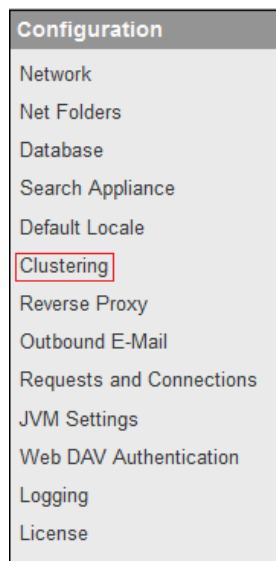 Configuration
Network
Net Folders
Database
Search Appliance
Default Locale
Clustering
Reverse Proxy
Outbound E-Mail
Requests and Connections
JVM Settings
Web DAV Authentication
Logging
License